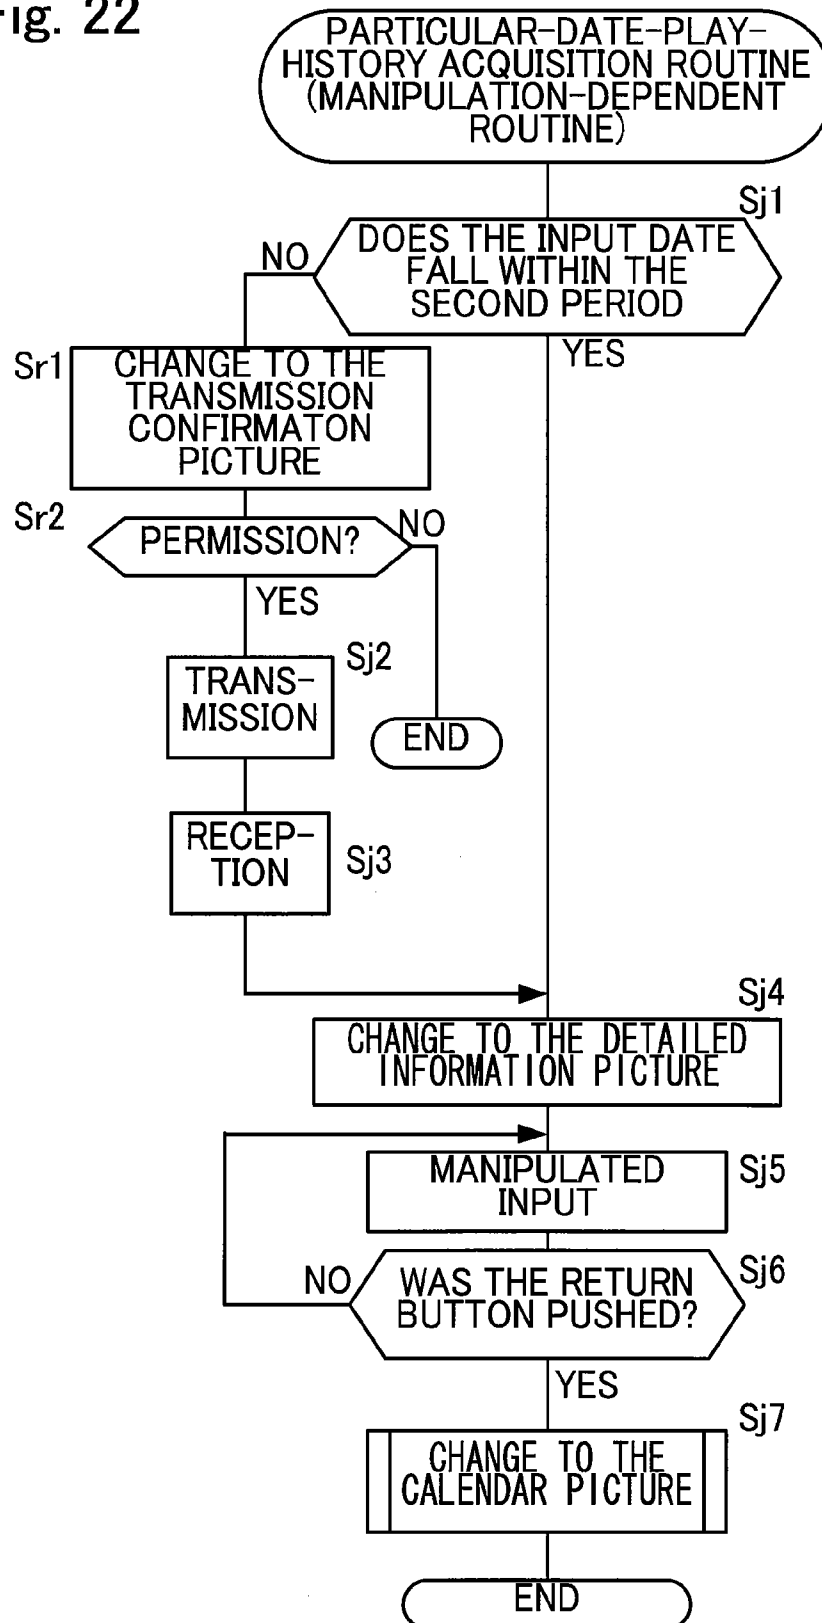 Fig. 22
PARTICULAR-DATE-PLAY-
HISTORY ACQUISITION ROUTINE
(MANIPULATION-DEPENDENT
ROUTINE)
Sj1
DOES THE INPUT DATE
FALL WITHIN THE
SECOND PERIOD
NO
YES
Sr1
CHANGE TO THE
TRANSMISSION
CONFIRMATON
PICTURE
Sr2
PERMISSION?
NO
YES
Sj2
TRANS-
MISSION
END
RECEP-
TION
Sj3
Sj4
CHANGE TO THE DETAILED
INFORMATION PICTURE
MANIPULATED
INPUT
Sj5
Sj6
WAS THE RETURN
BUTTON PUSHED?
NO
YES
Sj7
CHANGE TO THE
CALENDAR PICTURE
END